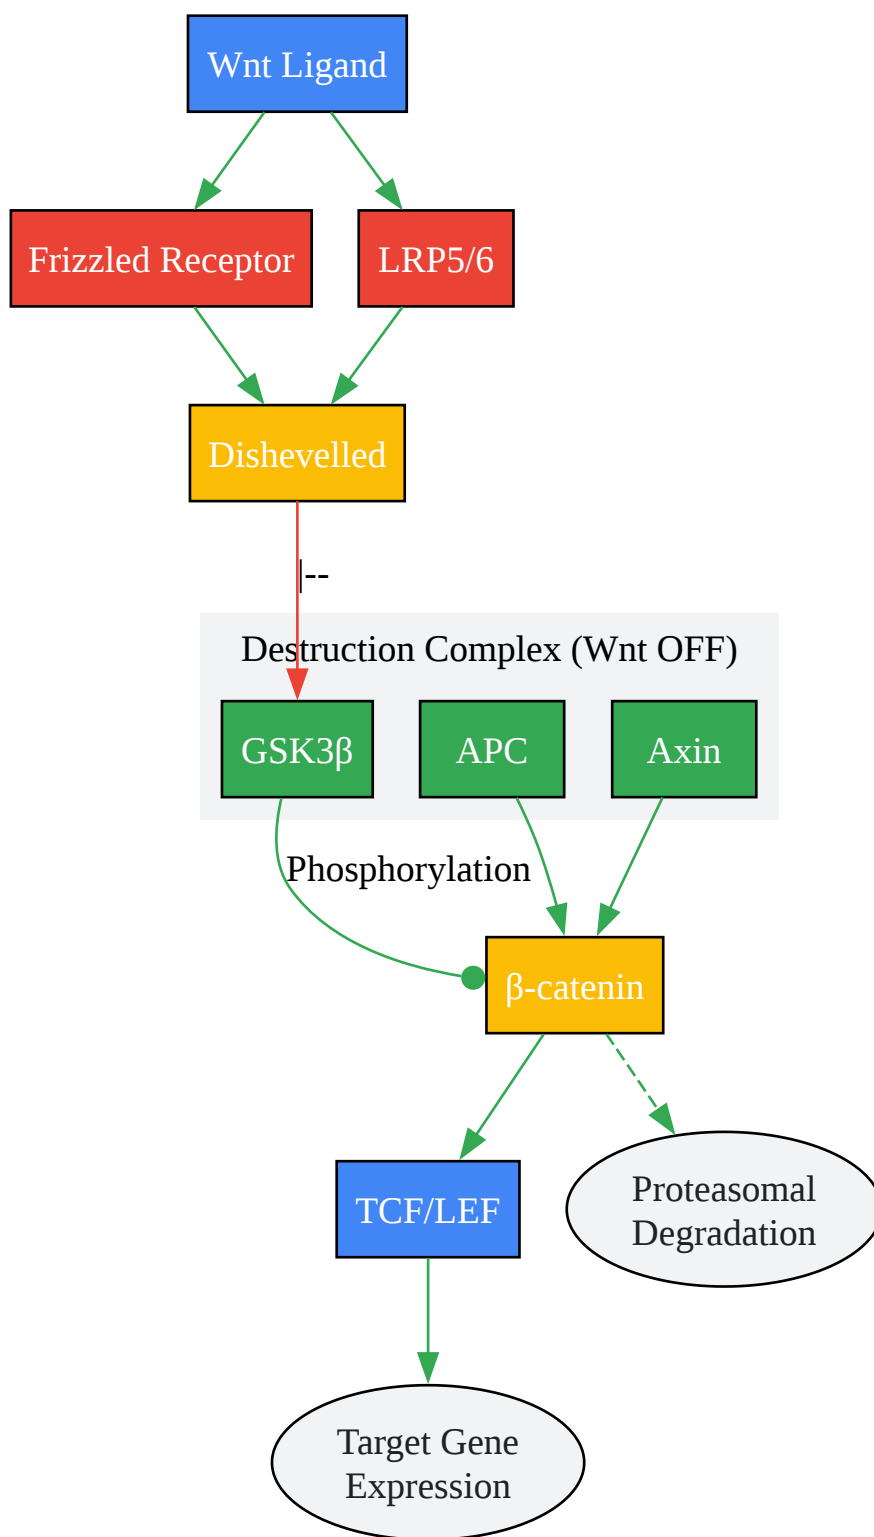 Wnt Ligand
Frizzled Receptor
LRP5/6
Dishevelled
|--
Destruction Complex (Wnt OFF)
GSK3β
APC
Axin
Phosphorylation
β-catenin
TCF/LEF
Proteasomal
Degradation
Target Gene
Expression